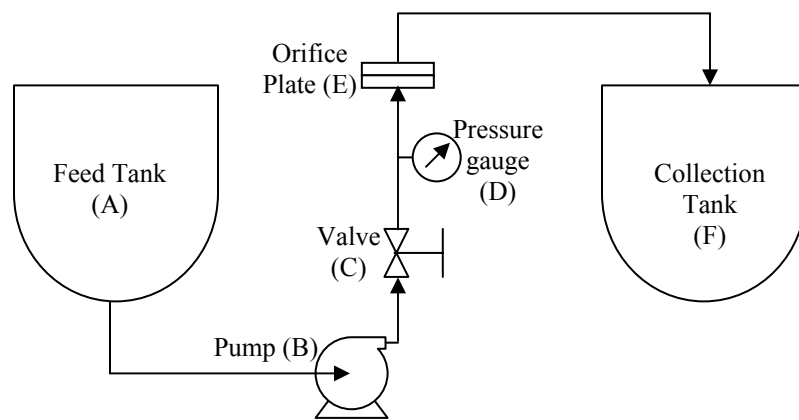 Orifice
Plate (E)
Pressure
gauge
(D)
Feed Tank
(A)
Collection
Tank
(F)
Valve
(C)
Pump (B)